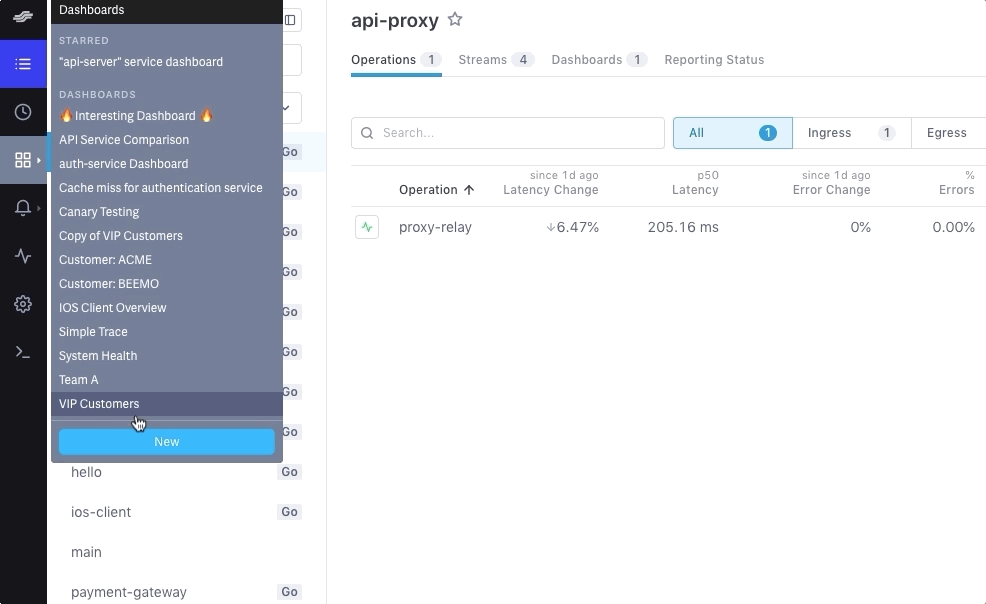 Dashboards
STARRED
"api-server" service dashboard
DASHBOARDS
🔥Interesting Dashboard 🔥
API Service Comparison
auth-service Dashboard
Cache miss for authentication service
Canary Testing
Copy of VIP Customers
Customer: ACME
Customer: BEEMO
IOS Client Overview
Simple Trace
System Health
Team A
VIP Customers
New
Go
Go
Go
Go
Go
Go
Go
Go
hello Go
ios-client Go
main
payment-gateway Go
api-proxy
Operations 1 Streams 4 Dashboards 1 Reporting Status
Search...
All 1 Ingress 1 Egress
since 1d ago p50 since 1d ago %
Operation Latency Change Latency Error Change Errors
proxy-relay ↓6.47% 205.16 ms 0% 0.00%